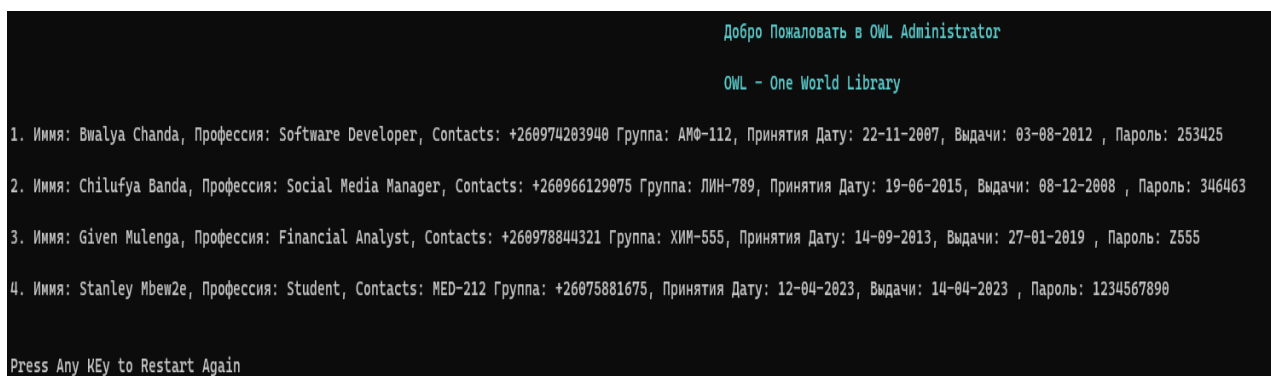 Добро Пожаловать в OWL Administrator
OWL - One World Library
1. Иммя: Bwalya Chanda, Профессия: Software Developer, Contacts: +260974203940 Группа: АМФ-112, Принятия Дату: 22-11-2007, Выдачи: 03-08-2012 , Пароль: 253425
2. Иммя: Chilufya Banda, Профессия: Social Media Manager, Contacts: +260966129075 Группа: ЛИН-789, Принятия Дату: 19-06-2015, Выдачи: 08-12-2008 , Пароль: 346463
3. Иммя: Given Mulenga, Профессия: Financial Analyst, Contacts: +260978844321 Группа: ХИМ-555, Принятия Дату: 14-09-2013, Выдачи: 27-01-2019 , Пароль: Z555
4. Иммя: Stanley Mbew2e, Профессия: Student, Contacts: MED-212 Группа: +26075881675, Принятия Дату: 12-04-2023, Выдачи: 14-04-2023 , Пароль: 1234567890
Press Any KEy to Restart Again